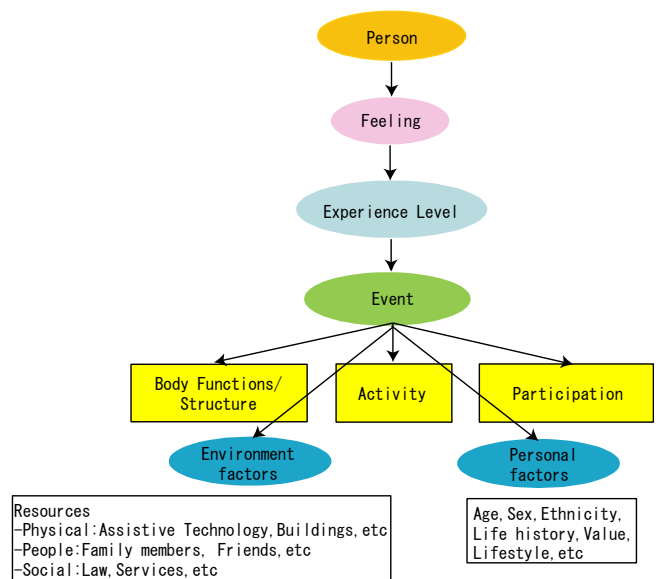 Person
Feeling
Experience Level
Event
Body Functions/
Structure
Activity
Participation
Environment
factors
Personal
factors
Resources
-Physical:Assistive Technology,Buildings,etc
-People:Family members, Friends,etc
-Social:Law,Services,etc
Age,Sex,Ethnicity,
Life history,Value,
Lifestyle,etc